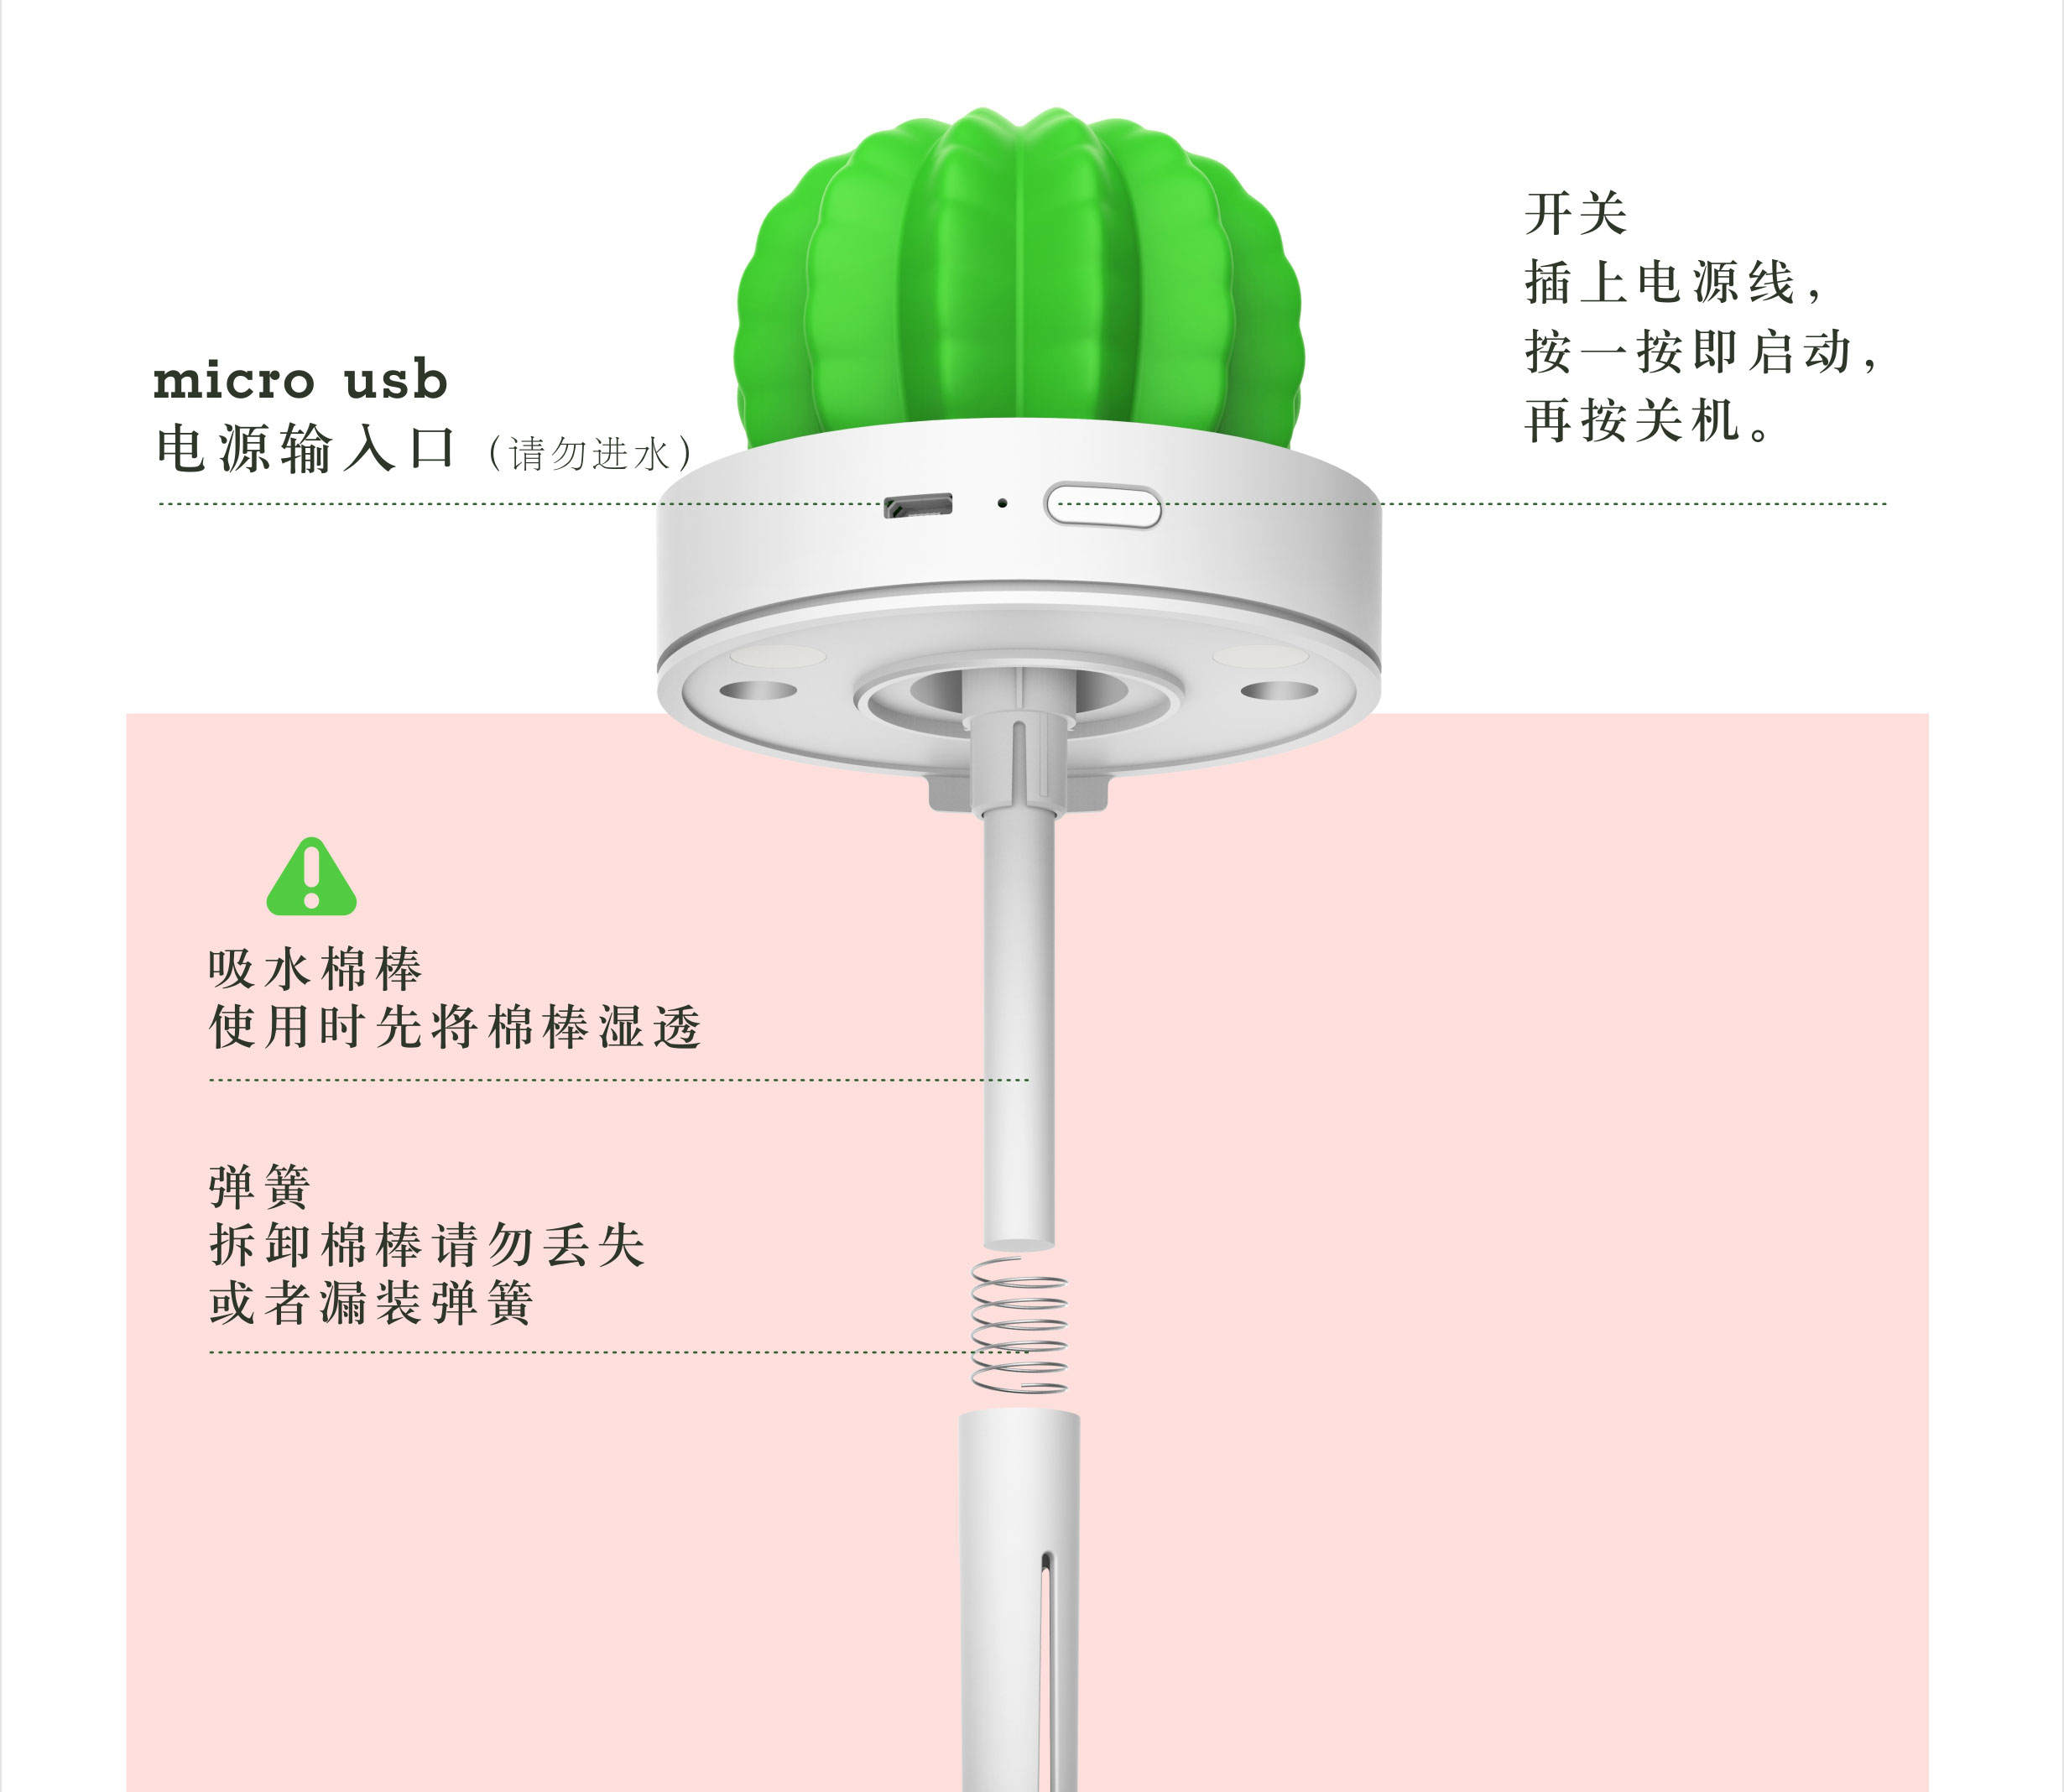 micro usb
电源输入口（请勿进水）
开关
插上电源线，
按一按即启动，
再按关机。
吸水棉棒
使用时先将棉棒湿透
弹簧
拆卸棉棒请勿丢失
或者漏装弹簧